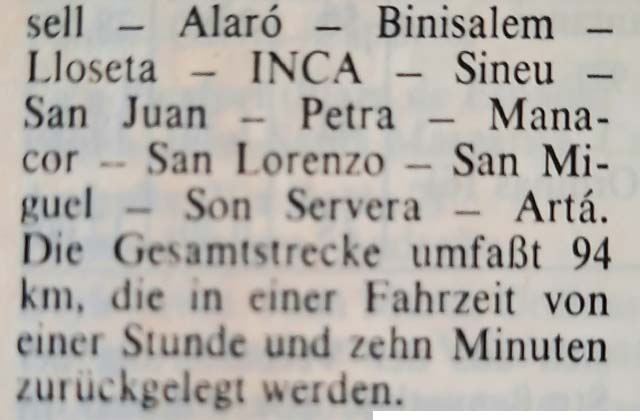 sell – Alaró – Binisalem –
Lloseta – INCA – Sineu –
San Juan – Petra – Mana-
cor – San Lorenzo – San Mi-
guel – Son Servera – Artá.
Die Gesamtstrecke umfaßt 94
km, die in einer Fahrzeit von
einer Stunde und zehn Minuten
zurückgelegt werden.